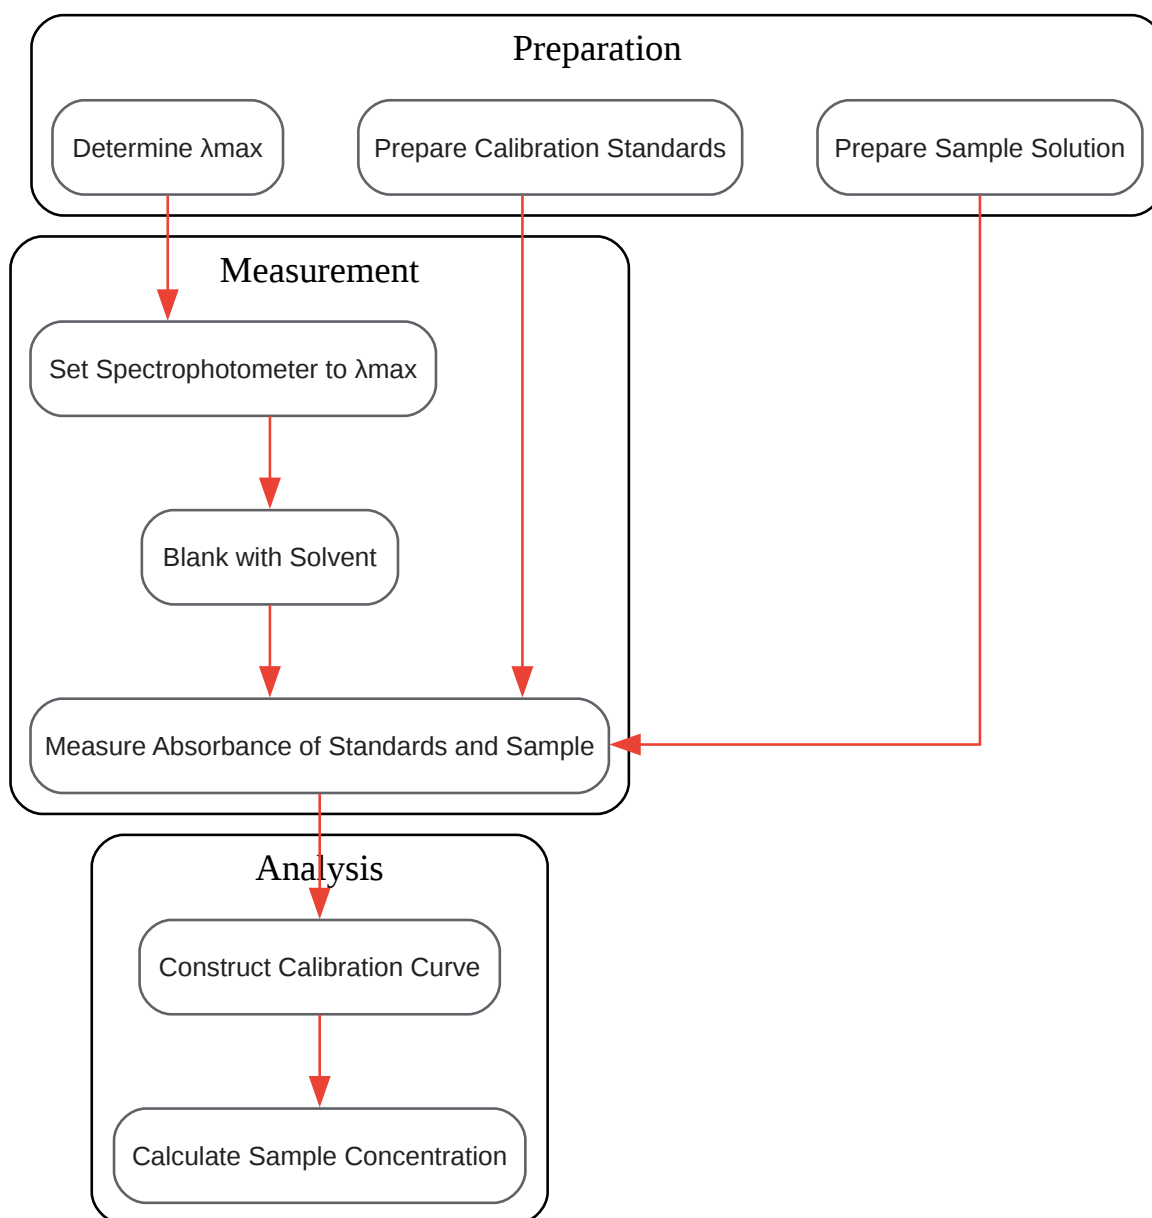 Preparation
Determine λmax
Prepare Calibration Standards
Prepare Sample Solution
Measurement
Set Spectrophotometer to λmax
Blank with Solvent
Measure Absorbance of Standards and Sample
Analysis
Construct Calibration Curve
Calculate Sample Concentration